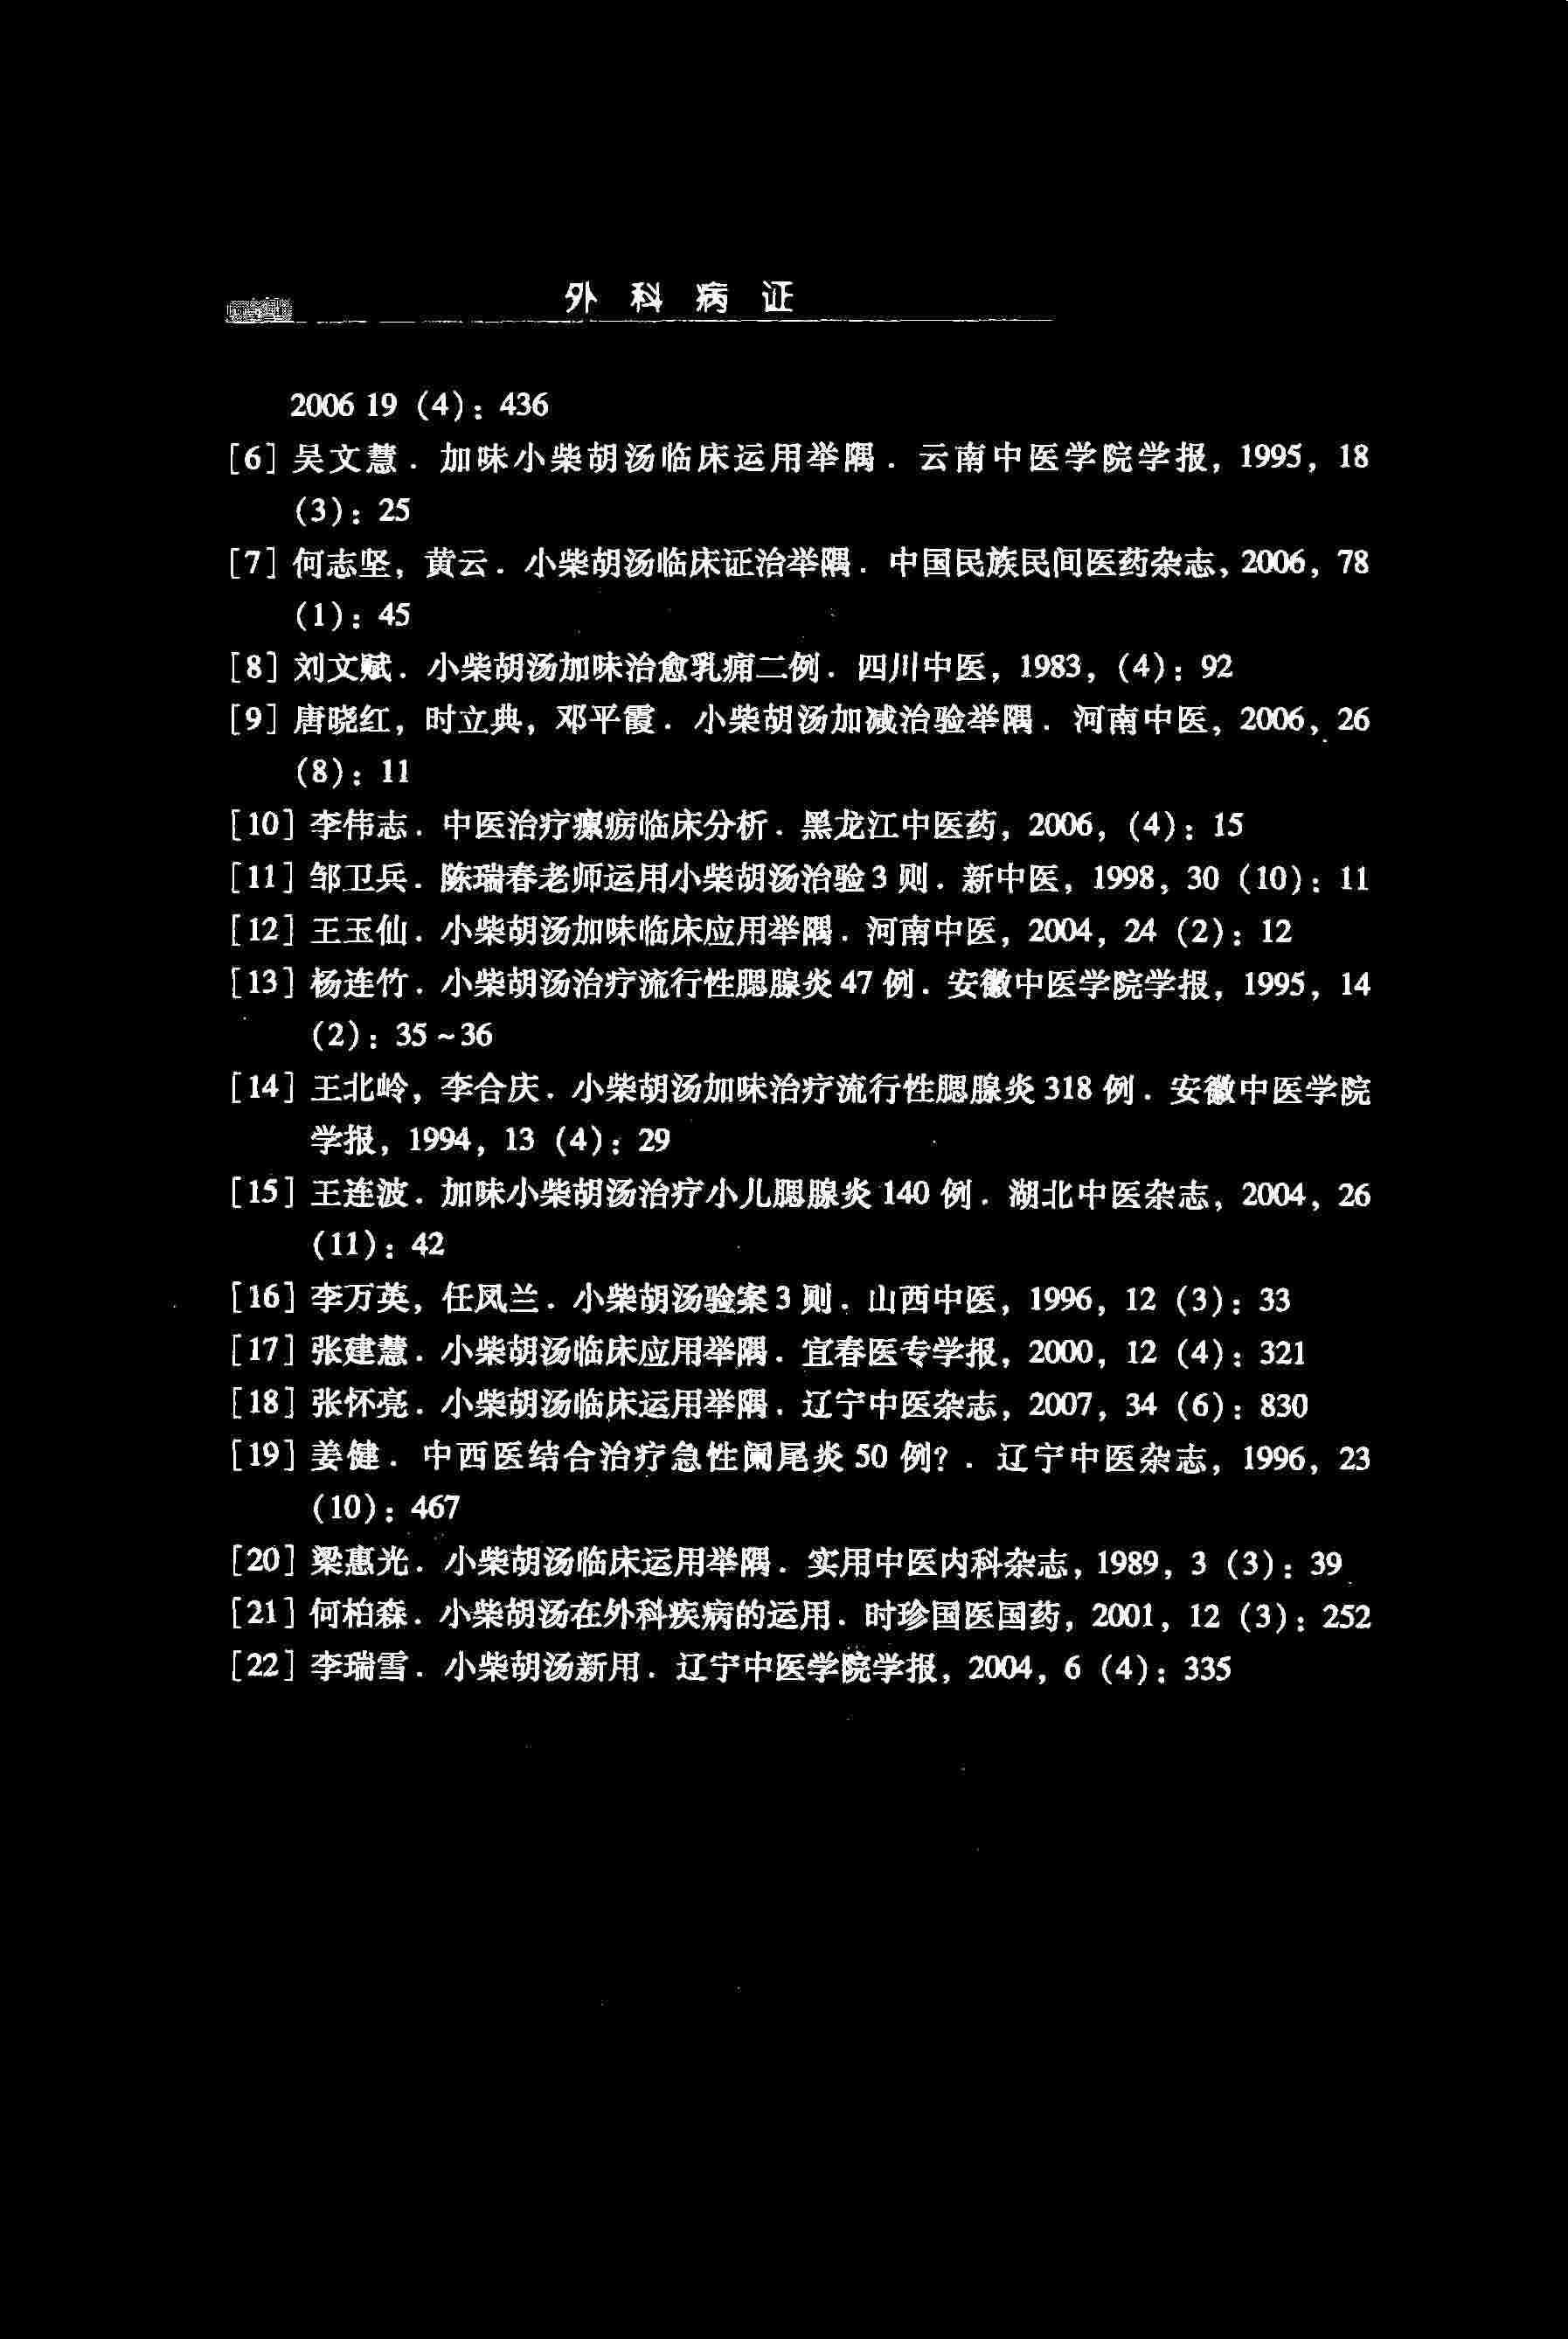 外科病证
2006 19 (4): 436
[6] 吴文慧. 加味小柴胡汤临床运用举隅. 云南中医学院学报, 1995, 18
(3): 25
[7] 何志坚, 黄云. 小柴胡汤临床证治举隅. 中国民族民间医药杂志, 2006, 78
(1): 45
[8] 刘文赋. 小柴胡汤加味治愈乳痈二例. 四川中医, 1983, (4): 92
[9] 唐晓红, 时立典, 邓平霞. 小柴胡汤加减治验举隅. 河南中医, 2006, 26
(8): 11
[10] 李伟志. 中医治疗瘰疬临床分析. 黑龙江中医药, 2006, (4): 15
[11] 邹卫兵. 陈瑞春老师运用小柴胡汤治验3则. 新中医, 1998, 30 (10): 11
[12] 王玉仙. 小柴胡汤加味临床应用举隅. 河南中医, 2004, 24 (2): 12
[13] 杨连竹. 小柴胡汤治疗流行性腮腺炎47例. 安徽中医学院学报, 1995, 14
(2): 35~36
[14] 王北岭, 李合庆. 小柴胡汤加味治疗流行性腮腺炎318例. 安徽中医学院
学报, 1994, 13 (4): 29
[15] 王连波. 加味小柴胡汤治疗小儿腮腺炎140例. 湖北中医杂志, 2004, 26
(11): 42
[16] 李万英, 任凤兰. 小柴胡汤验案3则. 山西中医, 1996, 12 (3): 33
[17] 张建慧. 小柴胡汤临床应用举隅. 宜春医专学报, 2000, 12 (4): 321
[18] 张怀亮. 小柴胡汤临床运用举隅. 辽宁中医杂志, 2007, 34 (6): 830
[19] 姜健. 中西医结合治疗急性阑尾炎50例?. 辽宁中医杂志, 1996, 23
(10): 467
[20] 梁惠光. 小柴胡汤临床运用举隅. 实用中医内科杂志, 1989, 3 (3): 39
[21] 何柏森. 小柴胡汤在外科疾病的运用. 时珍国医国药, 2001, 12 (3): 252
[22] 李瑞雪. 小柴胡汤新用. 辽宁中医学院学报, 2004, 6 (4): 335